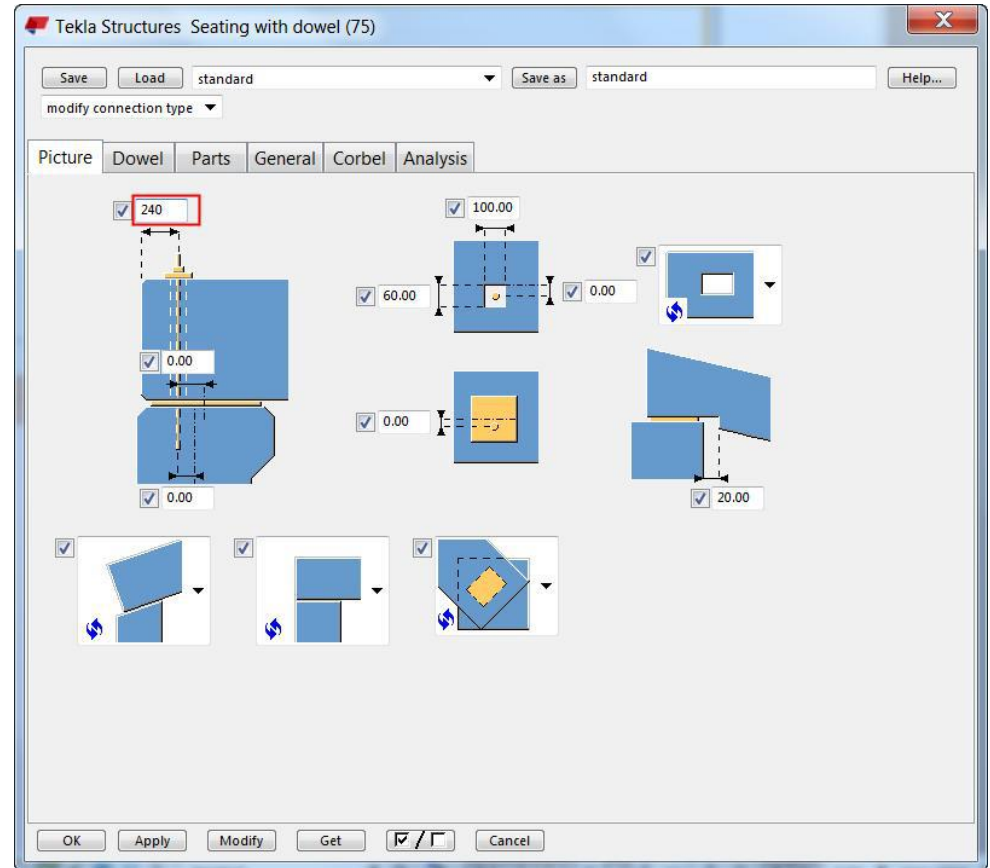 Tekla Structures Seating with dowel (75)
Save Load standard Save as standard Help...
modify connection type
Picture Dowel Parts General Corbel Analysis
240 100.00
60.00 0.00
0.00
0.00
0.00 20.00
OK Apply Modify Get / Cancel